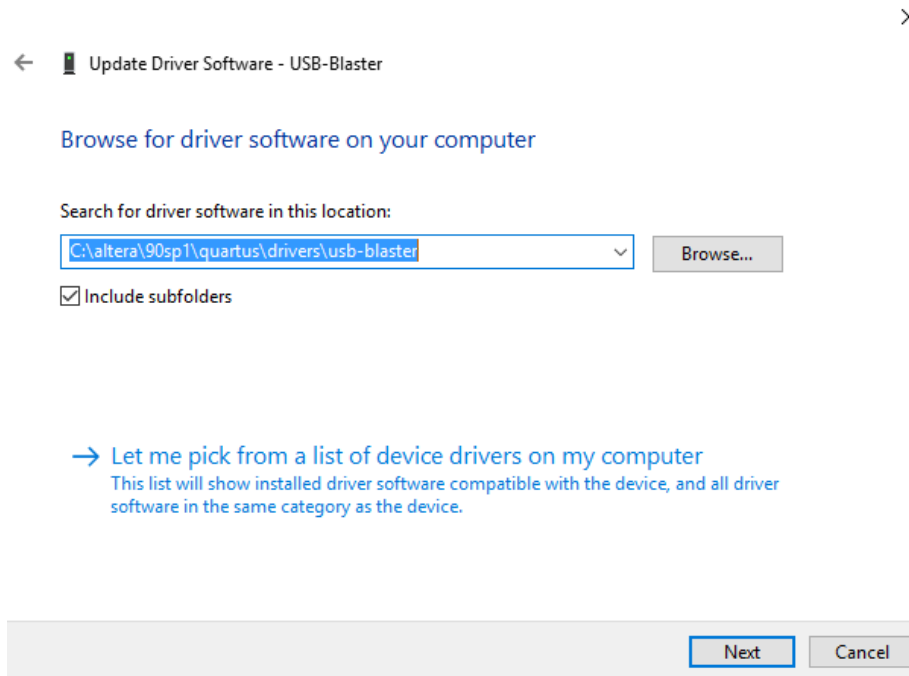 Update Driver Software - USB-Blaster
Browse for driver software on your computer
Search for driver software in this location:
C:\altera\90sp1\quartus\drivers\usb-blaster
Browse...
Include subfolders
Let me pick from a list of device drivers on my computer
This list will show installed driver software compatible with the device, and all driver
software in the same category as the device.
Next
Cancel